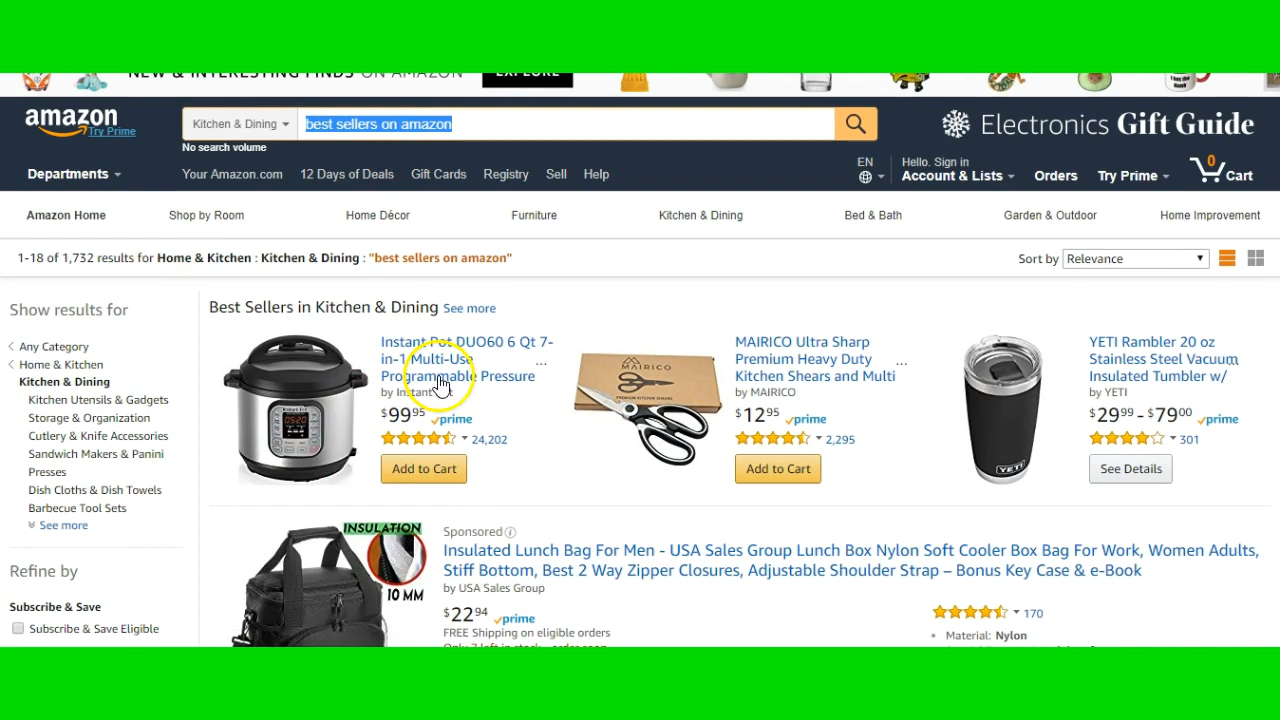 NEW & INTERESTING FINDS ON AMAZON EXPLORE
amazon
Try Prime
Kitchen & Dining
best sellers on amazon
No search volume
Electronics Gift Guide
Departments
Your Amazon.com 12 Days of Deals Gift Cards Registry Sell Help
EN
Hello. Sign in
Account & Lists
Orders
Try Prime
0
Cart
Amazon Home Shop by Room Home Décor Furniture Kitchen & Dining Bed & Bath Garden & Outdoor Home Improvement
1-18 of 1,732 results for Home & Kitchen : Kitchen & Dining : "best sellers on amazon"
Sort by Relevance
Show results for
Any Category
Home & Kitchen
Kitchen & Dining
Kitchen Utensils & Gadgets
Storage & Organization
Cutlery & Knife Accessories
Sandwich Makers & Panini
Presses
Dish Cloths & Dish Towels
Barbecue Tool Sets
See more
Refine by
Subscribe & Save
Subscribe & Save Eligible
Best Sellers in Kitchen & Dining See more
Instant Pot DUO60 6 Qt 7-
in-1 Multi-Use
Programmable Pressure
...
by Instant Pot
$99 95 prime
24,202
Add to Cart
MAIRICO
MAIRICO Ultra Sharp
Premium Heavy Duty
Kitchen Shears and Multi
...
by MAIRICO
$12 95 prime
2,295
Add to Cart
YETI
YETI Rambler 20 oz
Stainless Steel Vacuum
Insulated Tumbler w/
...
by YETI
$29 99 - $79 00 prime
301
See Details
INSULATION
10 MM
Sponsored
Insulated Lunch Bag For Men - USA Sales Group Lunch Box Nylon Soft Cooler Box Bag For Work, Women Adults,
Stiff Bottom, Best 2 Way Zipper Closures, Adjustable Shoulder Strap – Bonus Key Case & e-Book
by USA Sales Group
$22 94 prime
FREE Shipping on eligible orders
170
Material: Nylon